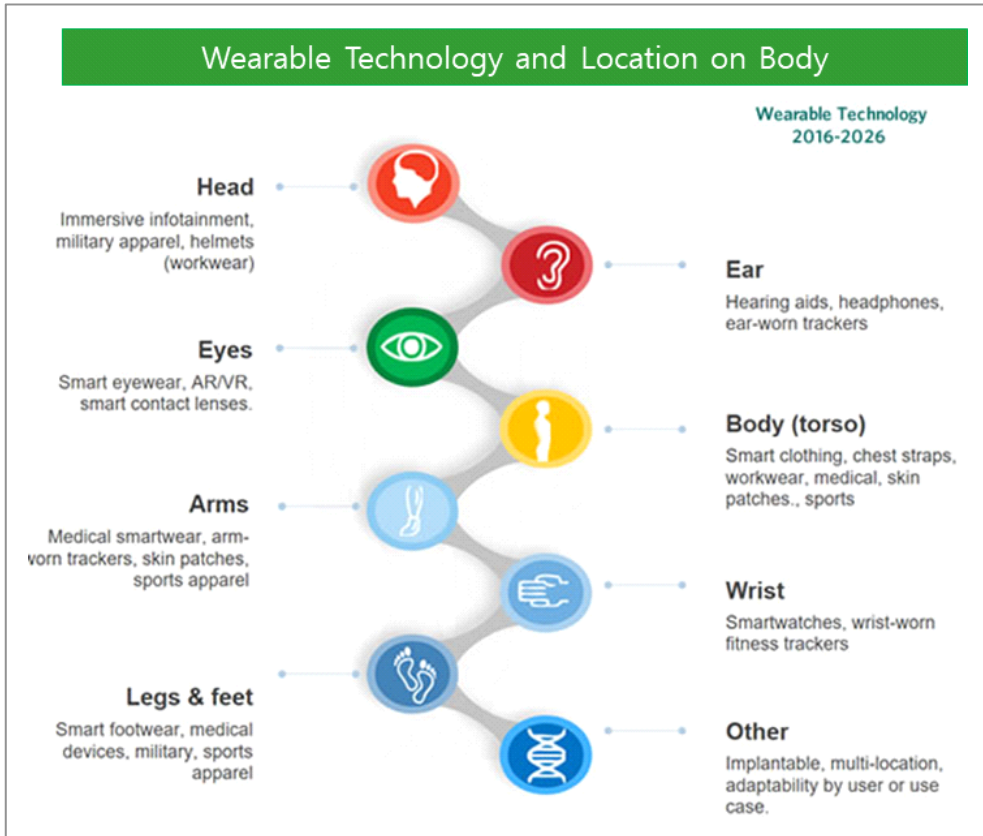 Wearable Technology and Location on Body
Wearable Technology
2016-2026
Head
Immersive infotainment,
military apparel, helmets
(workwear)
Ear
Hearing aids, headphones,
ear-worn trackers
Eyes
Smart eyewear, AR/VR,
smart contact lenses.
Body (torso)
Smart clothing, chest straps,
workwear, medical, skin
patches., sports
Arms
Medical smartwear, arm-
worn trackers, skin patches,
sports apparel
Wrist
Smartwatches, wrist-worn
fitness trackers
Legs & feet
Smart footwear, medical
devices, military, sports
apparel
Other
Implantable, multi-location,
adaptability by user or use
case.